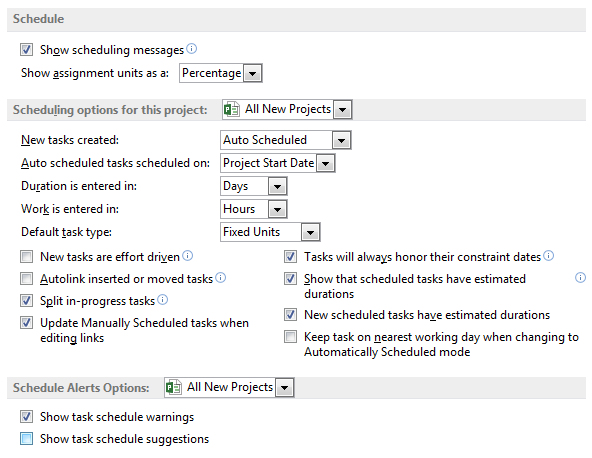 Schedule
Show scheduling messages
Show assignment units as a: Percentage
Scheduling options for this project: All New Projects
New tasks created: Auto Scheduled
Auto scheduled tasks scheduled on: Project Start Date
Duration is entered in: Days
Work is entered in: Hours
Default task type: Fixed Units
New tasks are effort driven
Autolink inserted or moved tasks
Split in-progress tasks
Update Manually Scheduled tasks when
editing links
Tasks will always honor their constraint dates
Show that scheduled tasks have estimated
durations
New scheduled tasks have estimated durations
Keep task on nearest working day when changing to
Automatically Scheduled mode
Schedule Alerts Options: All New Projects
Show task schedule warnings
Show task schedule suggestions